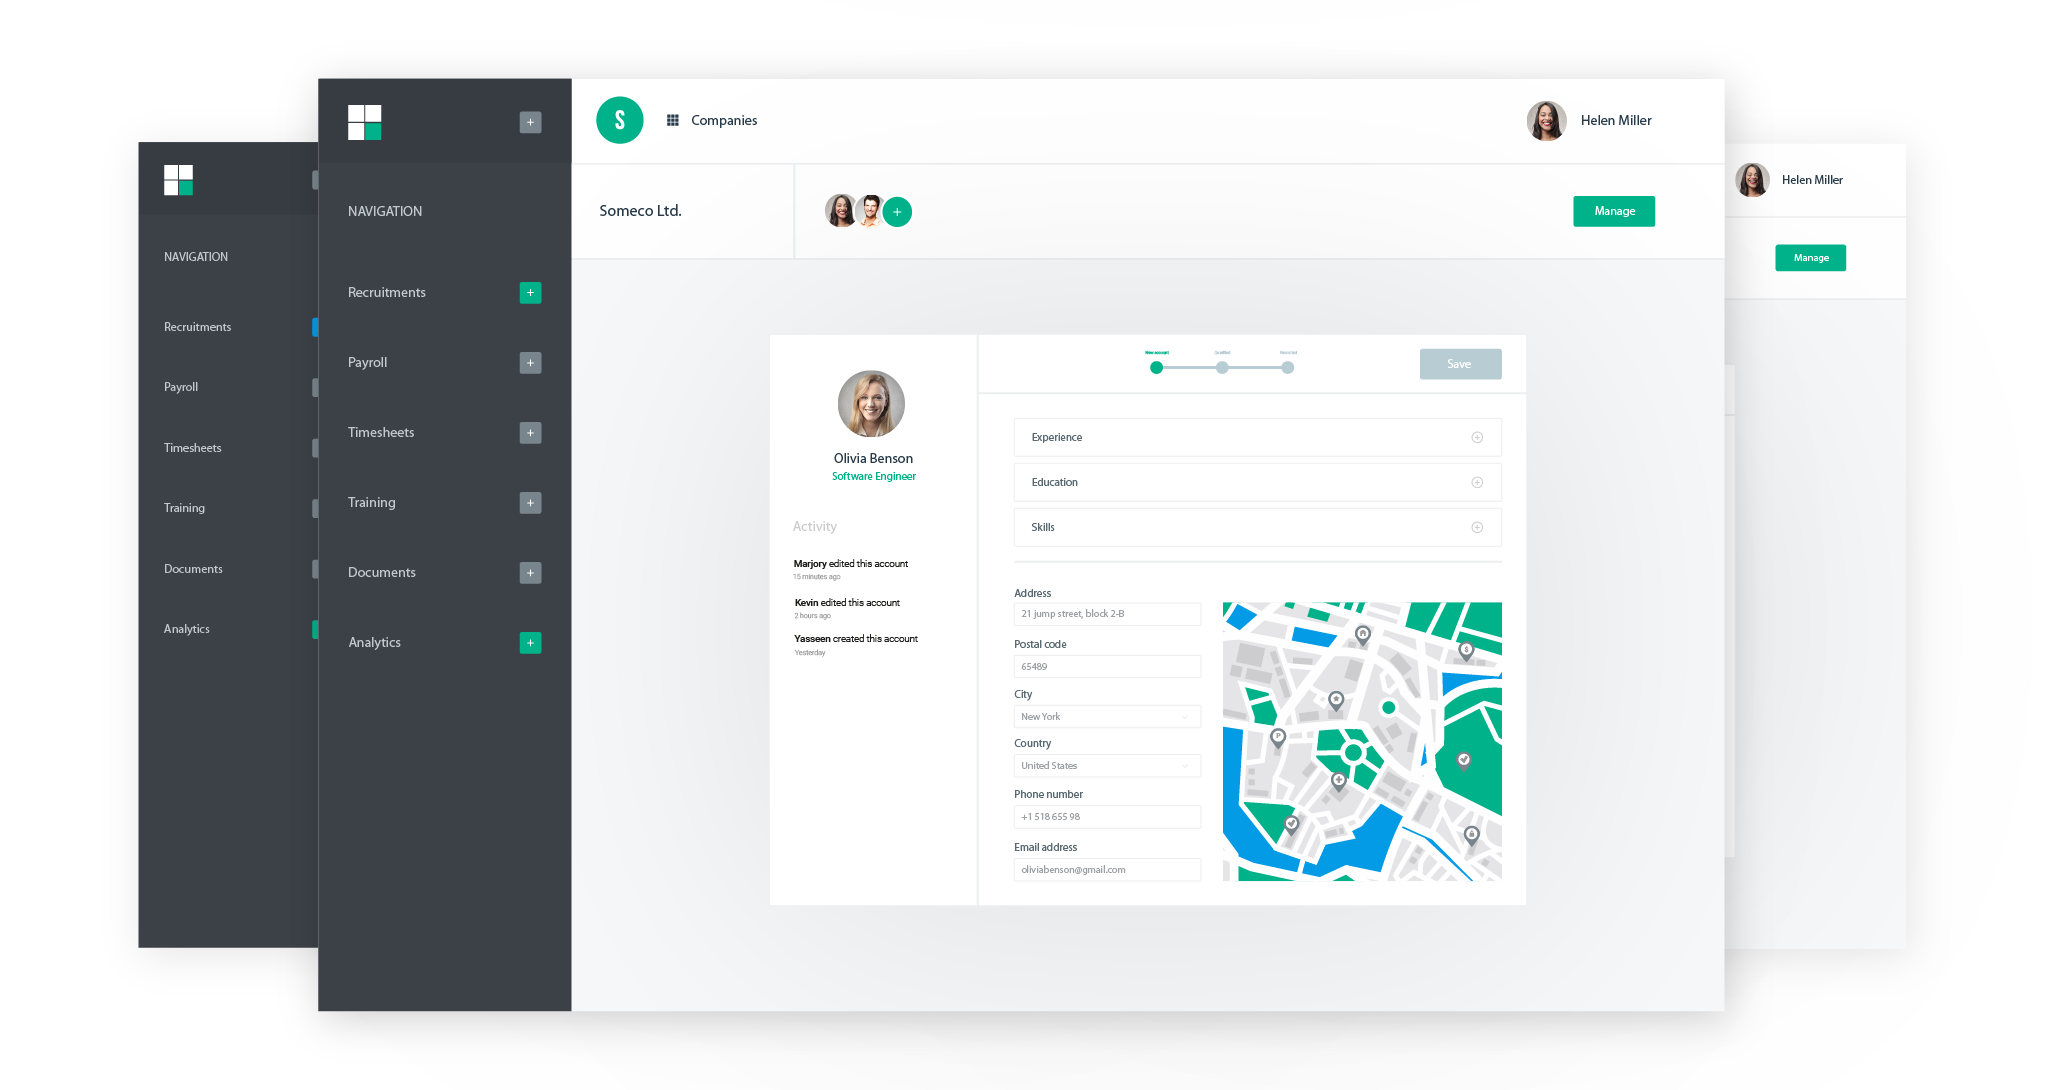 S
Companies
Helen Miller
NAVIGATION
Someco Ltd.
Manage
Recruitments
Payroll
Timesheets
Training
Documents
Analytics
New account
Qualified
Recruited
Save
Olivia Benson
Software Engineer
Activity
Marjory edited this account
15 minutes ago
Kevin edited this account
2 hours ago
Yasseen created this account
Yesterday
Experience
Education
Skills
Address
21 jump street, block 2-B
Postal code
65489
City
New York
Country
United States
Phone number
+1 518 655 98
Email address
oliviabenson@gmail.com
$
P
NAVIGATION
Recruitments
Payroll
Timesheets
Training
Documents
Analytics
Helen Miller
Manage